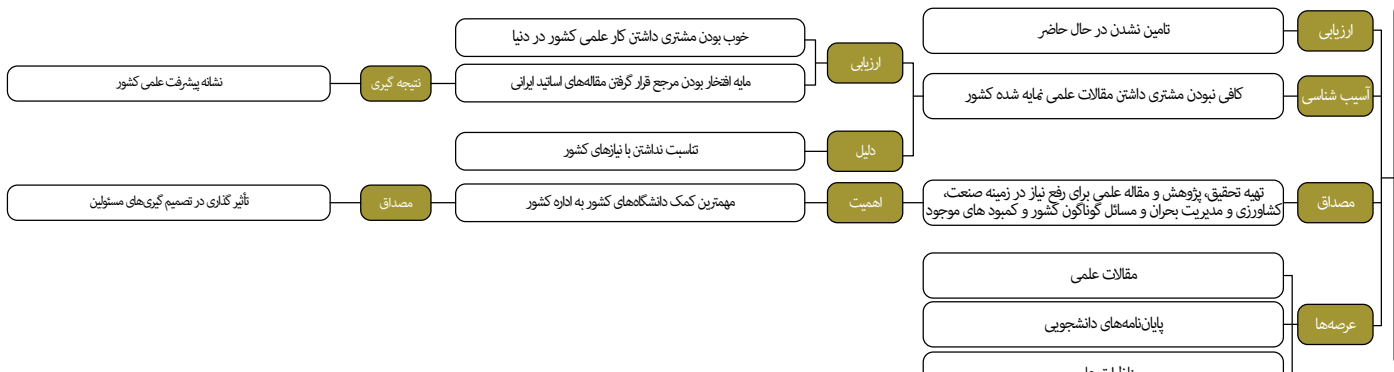 ارزیابی
تامین نشدن در حال حاضر
آسیب شناسی
کافی نبودن مشتری داشتن مقالات علمی نمایه شده کشور
ارزیابی
خوب بودن مشتری داشتن کار علمی کشور در دنیا
مایه افتخار بودن مرجع قرار گرفتن مقاله‌های اساتید ایرانی
نتیجه گیری
نشانه پیشرفت علمی کشور
دلیل
تناسبت نداشتن با نیازهای کشور
مصداق
تهیه تحقیق، پژوهش و مقاله علمی برای رفع نیاز در زمینه صنعت،
کشاورزی و مدیریت بحران و مسائل گوناگون کشور و کمبود های موجود
اهمیت
مهمترین کمک دانشگاه‌های کشور به اداره کشور
مصداق
تأثیر گذاری در تصمیم گیری‌های مسئولین
عرصه‌ها
مقالات علمی
پایان‌نامه‌های دانشجویی